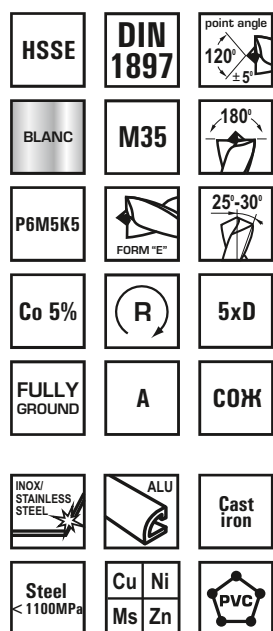 HSSE
DIN
1897
point angle
120°
±5°
BLANC
M35
180°
P6M5K5
FORM "E"
25°-30°
Co 5%
R
5xD
FULLY
GROUND
A
СОЖ
INOX/
STAINLESS
STEEL
ALU
Cast
iron
Steel
< 1100MPa
Cu Ni
Ms Zn
PVC